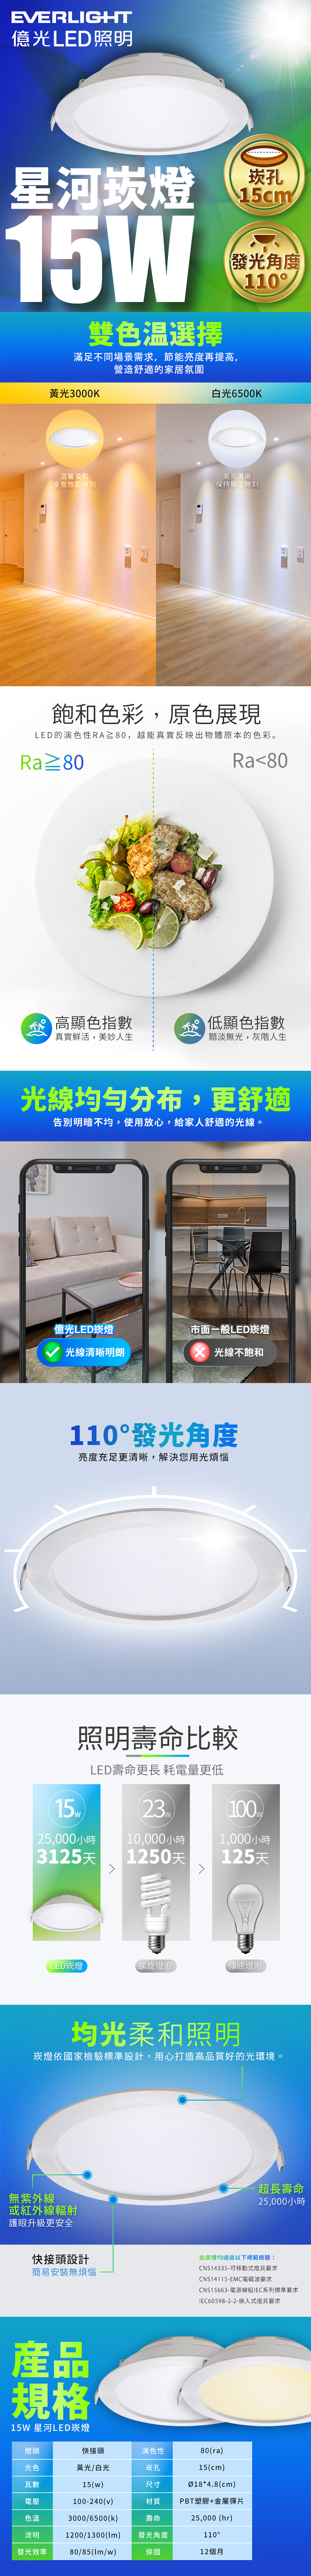 EVERLIGHT
億光LED照明
星河崁燈
15W
崁孔
15cm
發光角度
110°
雙色溫選擇
滿足不同場景需求, 節能亮度再提高,
營造舒適的家居氛圍
黃光3000K
白光6500K
溫馨柔和
享受放鬆時刻
高亮清晰
保持專注時刻
飽和色彩，原色展現
LED的演色性RA≧80，越能真實反映出物體原本的色彩。
Ra≧80
Ra<80
高顯色指數
真實鮮活，美妙人生
低顯色指數
黯淡無光，灰階人生
光線均勻分布，更舒適
告別明暗不均，使用放心，給家人舒適的光線。
億光LED崁燈
光線清晰明朗
市面一般LED崁燈
光線不飽和
110°發光角度
亮度充足更清晰，解決您用光煩惱
照明壽命比較
LED壽命更長 耗電量更低
15W
25,000小時
3125天
LED崁燈
23W
10,000小時
1250天
螺旋燈泡
100W
1,000小時
125天
傳統燈泡
均光柔和照明
崁燈依國家檢驗標準設計，用心打造高品質好的光環境。
無紫外線
或紅外線輻射
護眼升級更安全
超長壽命
25,000小時
快接頭設計
簡易安裝無煩惱
此崁燈均通過以下規範檢驗：
CNS14335-可移動式燈具要求
CNS14115-EMC電磁波要求
CNS15663-電源線組IEC系列標準要求
IEC60598-2-2-嵌入式燈具要求
產品
規格
15W 星河LED崁燈
燈頭 快接頭 演色性 80(ra)
光色 黃光/白光 崁孔 15(cm)
瓦數 15(w) 尺寸 Ø18*4.8(cm)
電壓 100-240(v) 材質 PBT塑膠+金屬彈片
色溫 3000/6500(k) 壽命 25,000 (hr)
流明 1200/1300(lm) 發光角度 110°
發光效率 80/85(lm/w) 保固 12個月